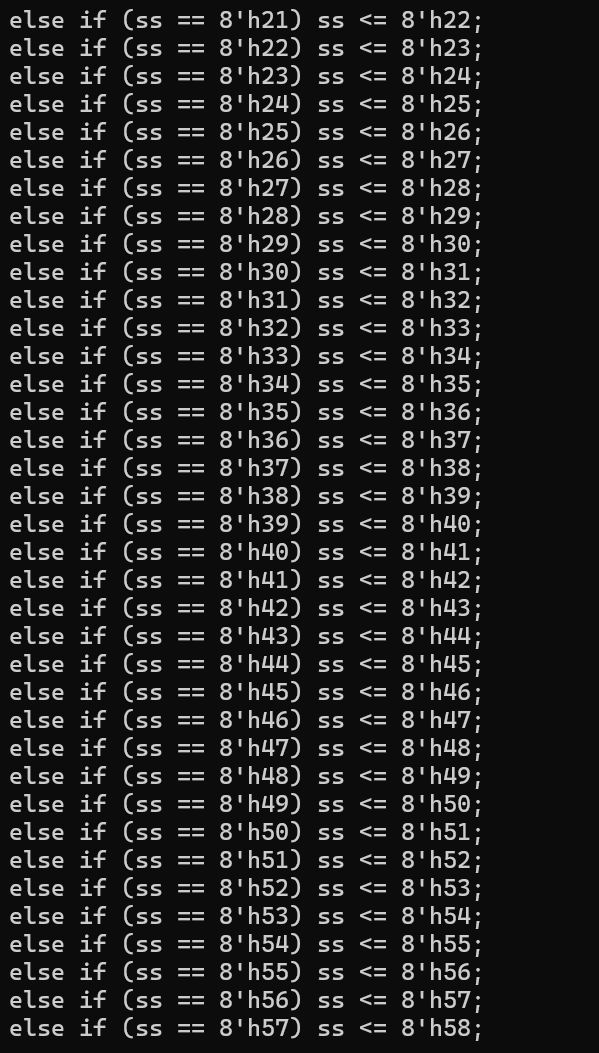 else if (ss == 8'h21) ss <= 8'h22;
else if (ss == 8'h22) ss <= 8'h23;
else if (ss == 8'h23) ss <= 8'h24;
else if (ss == 8'h24) ss <= 8'h25;
else if (ss == 8'h25) ss <= 8'h26;
else if (ss == 8'h26) ss <= 8'h27;
else if (ss == 8'h27) ss <= 8'h28;
else if (ss == 8'h28) ss <= 8'h29;
else if (ss == 8'h29) ss <= 8'h30;
else if (ss == 8'h30) ss <= 8'h31;
else if (ss == 8'h31) ss <= 8'h32;
else if (ss == 8'h32) ss <= 8'h33;
else if (ss == 8'h33) ss <= 8'h34;
else if (ss == 8'h34) ss <= 8'h35;
else if (ss == 8'h35) ss <= 8'h36;
else if (ss == 8'h36) ss <= 8'h37;
else if (ss == 8'h37) ss <= 8'h38;
else if (ss == 8'h38) ss <= 8'h39;
else if (ss == 8'h39) ss <= 8'h40;
else if (ss == 8'h40) ss <= 8'h41;
else if (ss == 8'h41) ss <= 8'h42;
else if (ss == 8'h42) ss <= 8'h43;
else if (ss == 8'h43) ss <= 8'h44;
else if (ss == 8'h44) ss <= 8'h45;
else if (ss == 8'h45) ss <= 8'h46;
else if (ss == 8'h46) ss <= 8'h47;
else if (ss == 8'h47) ss <= 8'h48;
else if (ss == 8'h48) ss <= 8'h49;
else if (ss == 8'h49) ss <= 8'h50;
else if (ss == 8'h50) ss <= 8'h51;
else if (ss == 8'h51) ss <= 8'h52;
else if (ss == 8'h52) ss <= 8'h53;
else if (ss == 8'h53) ss <= 8'h54;
else if (ss == 8'h54) ss <= 8'h55;
else if (ss == 8'h55) ss <= 8'h56;
else if (ss == 8'h56) ss <= 8'h57;
else if (ss == 8'h57) ss <= 8'h58;